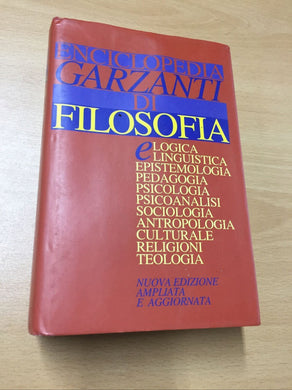 ENCICLOPEDIA
GARZANTI
DI
FILOSOFIA
e LOGICA
LINGUISTICA
EPISTEMOLOGIA
PEDAGOGIA
PSICOLOGIA
PSICOANALISI
SOCIOLOGIA
ANTROPOLOGIA
CULTURALE
RELIGIONI
TEOLOGIA
NUOVA EDIZIONE
AMPLIATA
E AGGIORNATA